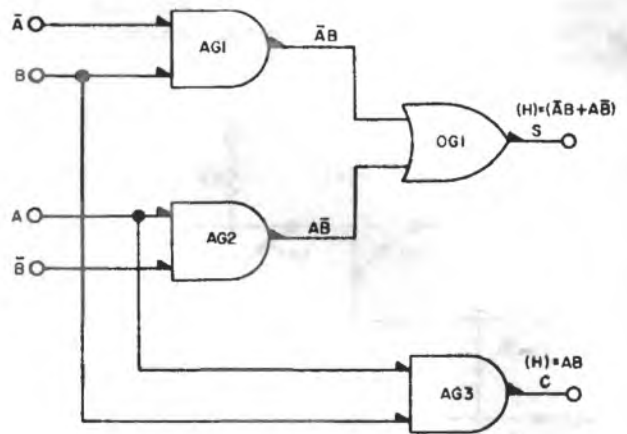 Ā
AG1
ĀB
B
(H)=(ĀB+AB̄)
S
OG1
A
AG2
AB̄
B̄
(H)=AB
C
AG3